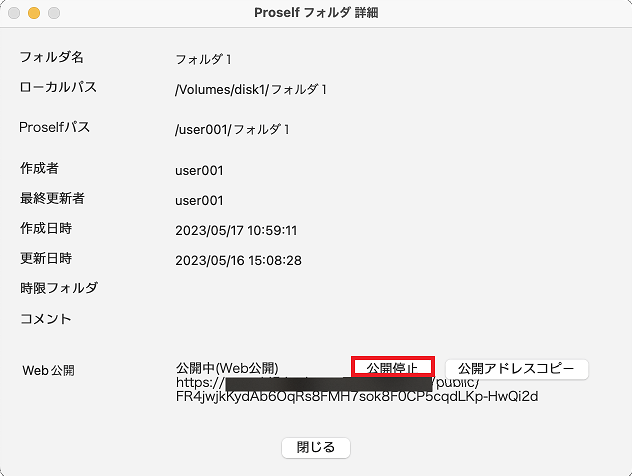 Proself フォルダ 詳細
フォルダ名 フォルダ１
ローカルパス /Volumes/disk1/フォルダ１
Proselfパス /user001/フォルダ１
作成者 user001
最終更新者 user001
作成日時 2023/05/17 10:59:11
更新日時 2023/05/16 15:08:28
時限フォルダ
コメント
Web公開 公開中(Web公開) 公開停止 公開アドレスコピー
https:// /public/
FR4jwjkKydAb6OqRs8FMH7sok8F0CP5cqdLKp-HwQi2d
閉じる